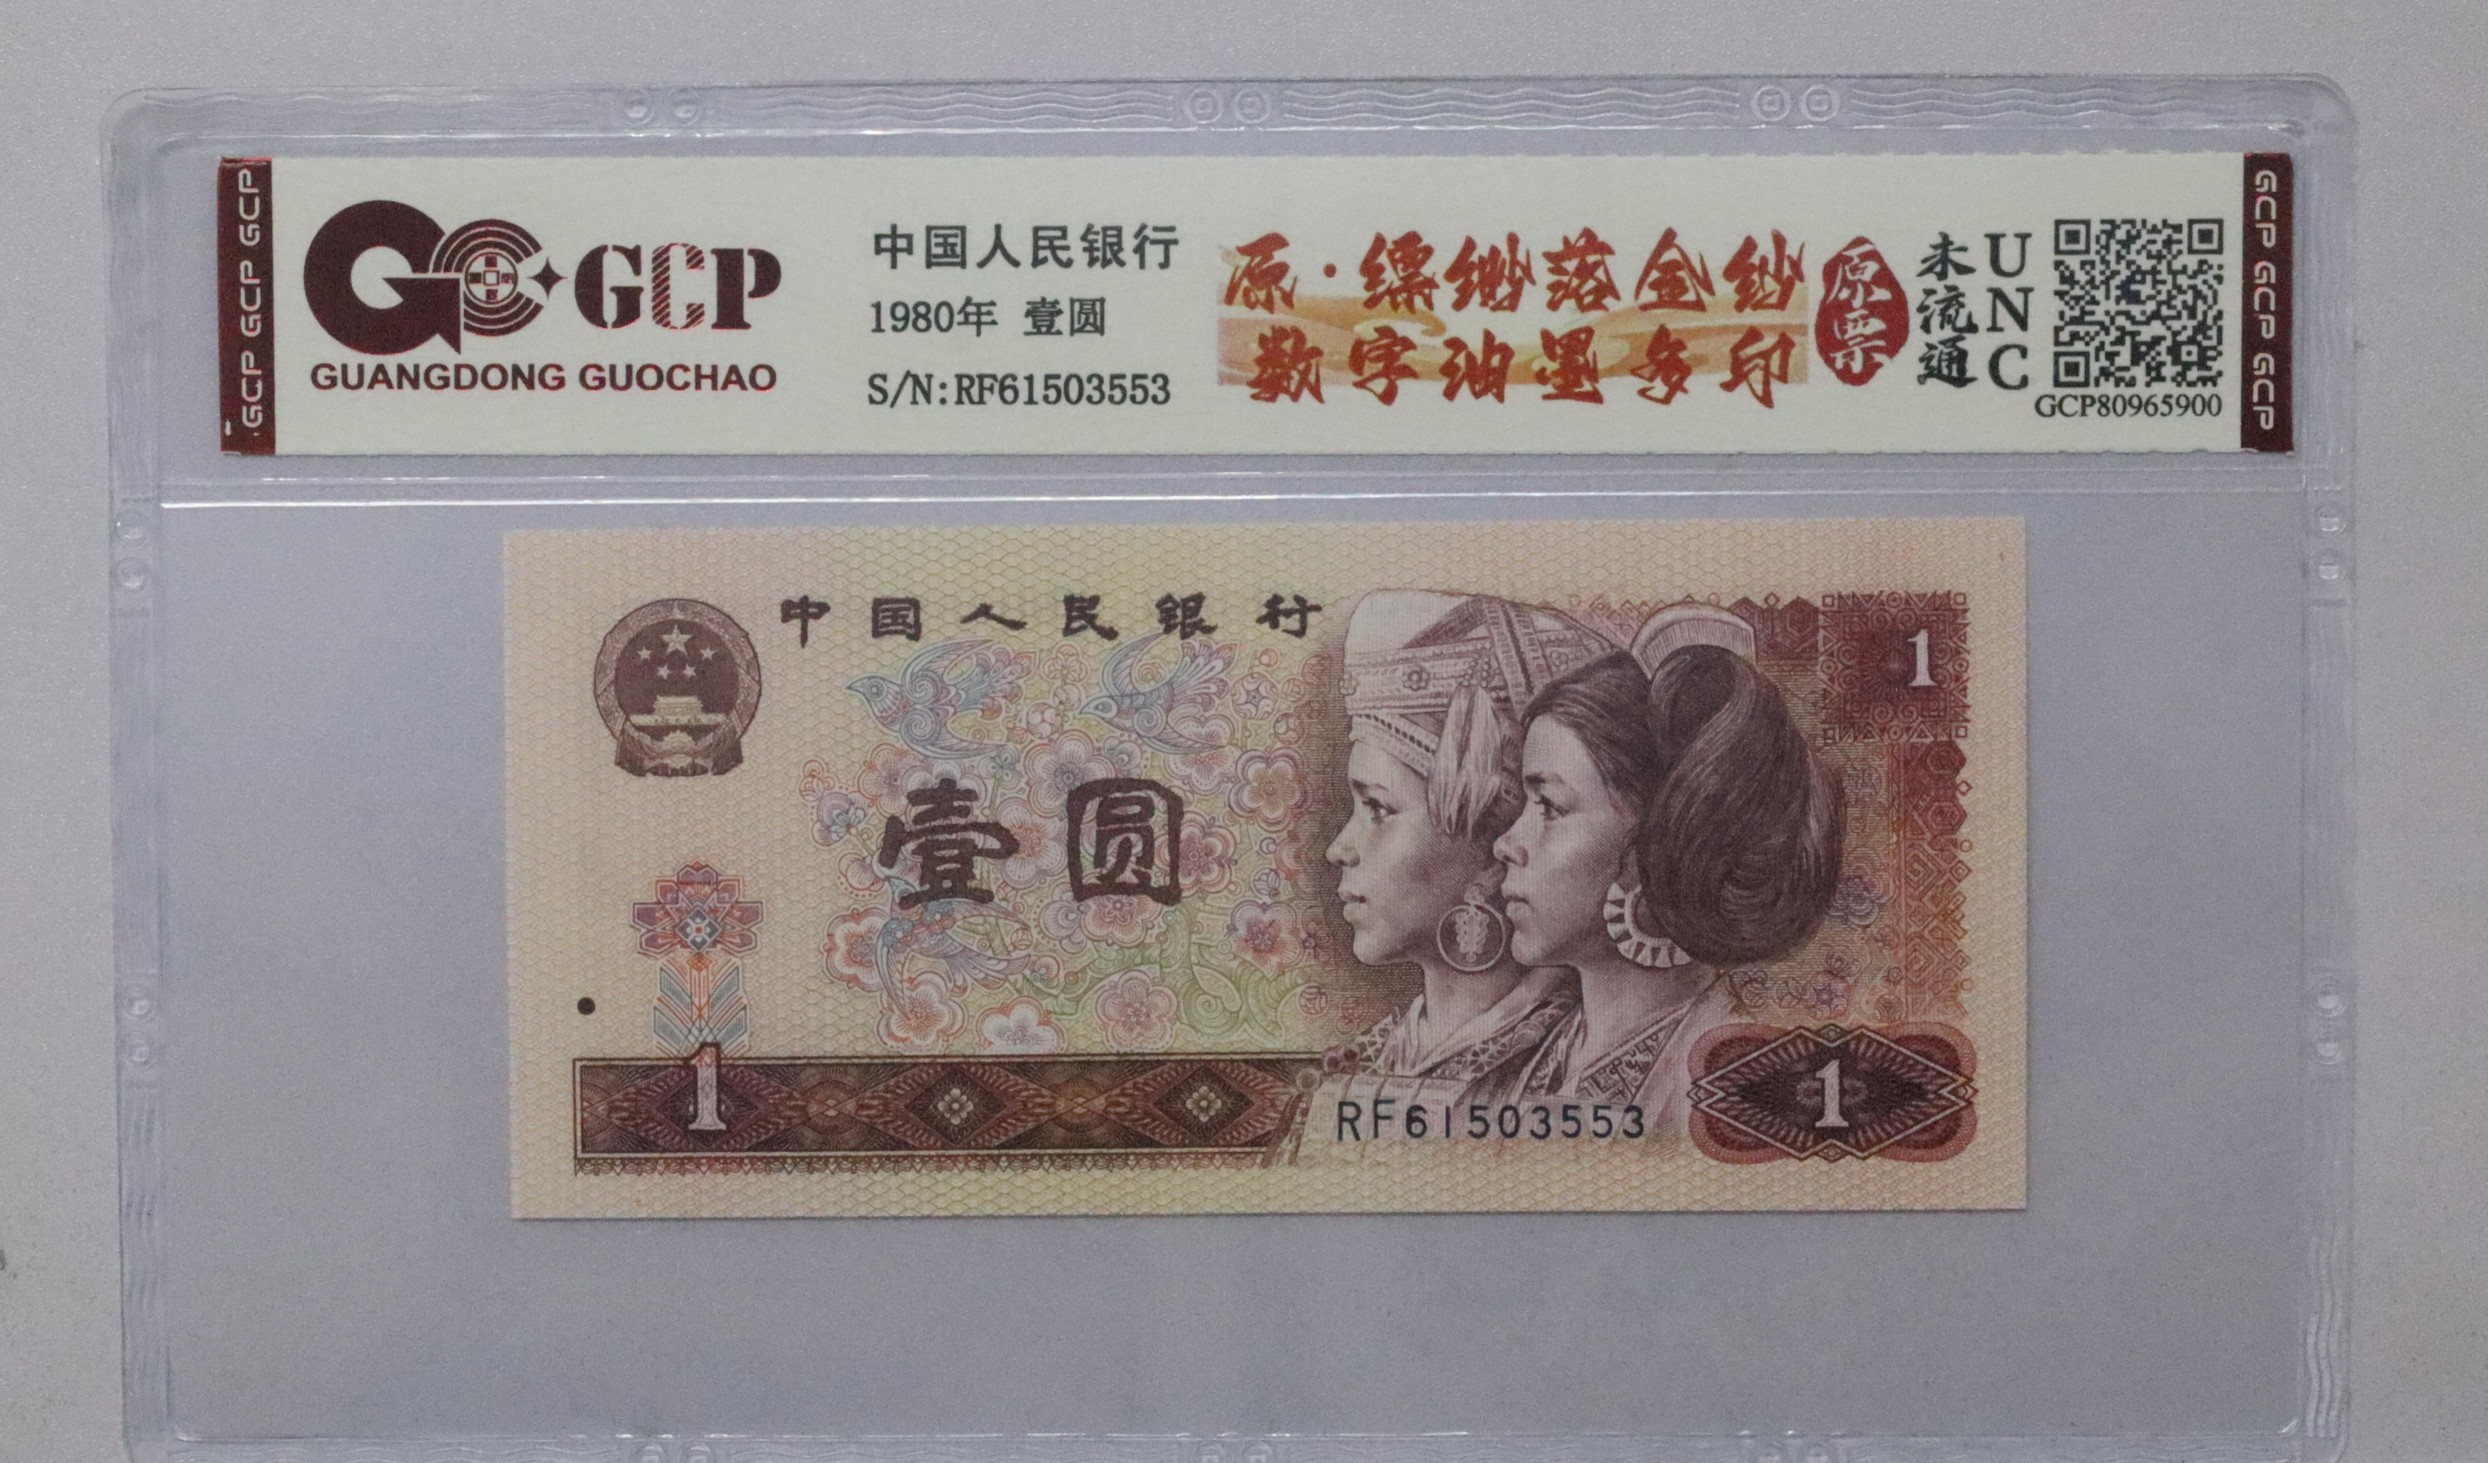 GCP GCP GCP
GCP
GUANGDONG GUOCHAO
中国人民银行
1980年 壹圆
S/N:RF61503553
原·缥缈落金纱
数字油墨多印
原票
未流通
UNC
GCP80965900
GCP GCP GCP
中国人民银行
1
壹圆
1
RF61503553
1